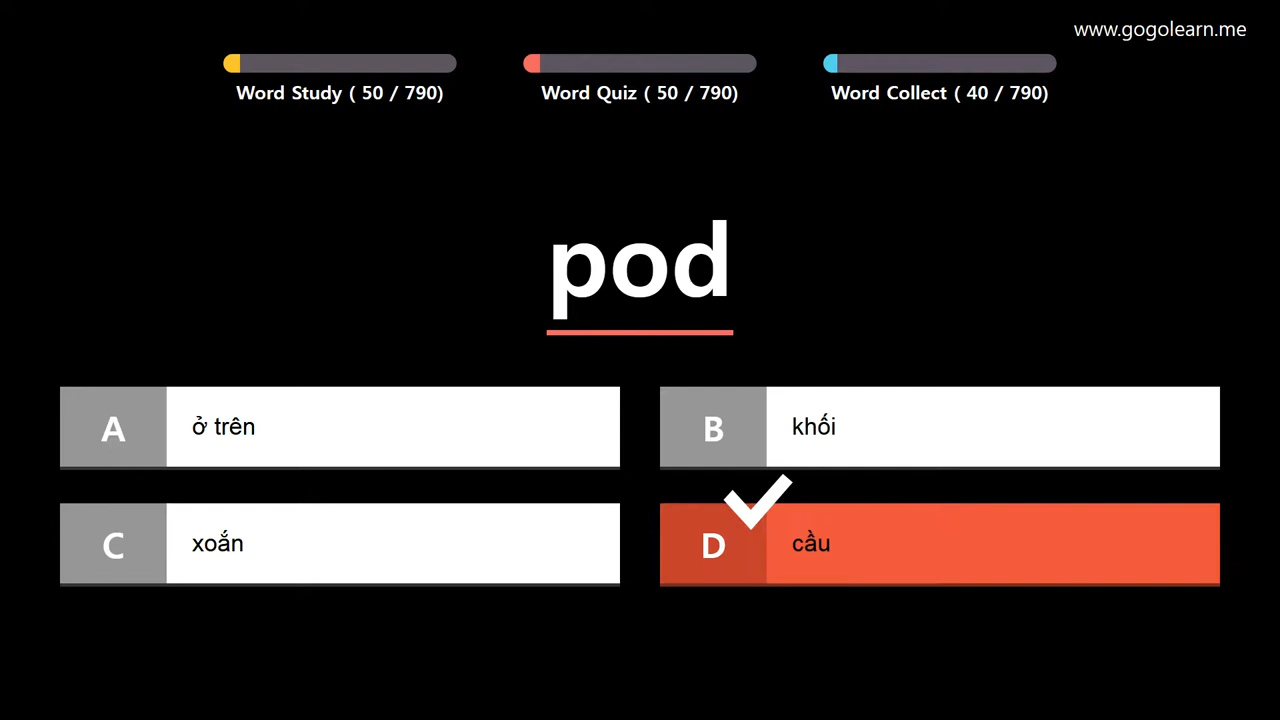 www.gogolearn.me
Word Study ( 50 / 790)
Word Quiz ( 50 / 790)
Word Collect ( 40 / 790)
pod
A ở trên
B khối
C xoắn
D cầu